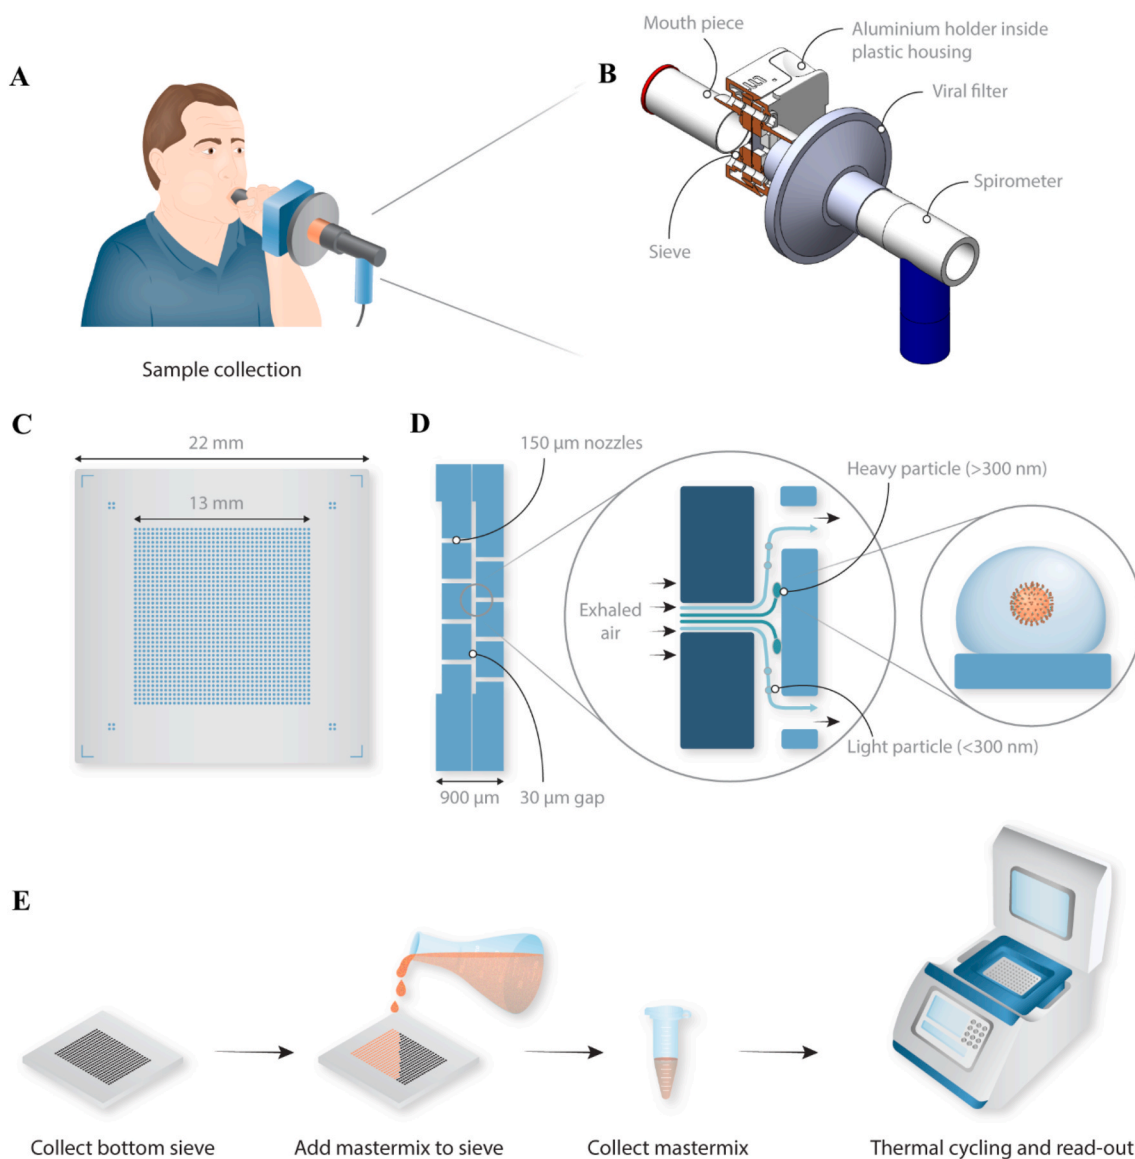 A
Sample collection
B
Mouth piece
Aluminium holder inside
plastic housing
Viral filter
Spirometer
Sieve
C
22 mm
13 mm
D
150 μm nozzles
900 μm
30 μm gap
Exhaled
air
Heavy particle (>300 nm)
Light particle (<300 nm)
E
Collect bottom sieve
Add mastermix to sieve
Collect mastermix
Thermal cycling and read-out